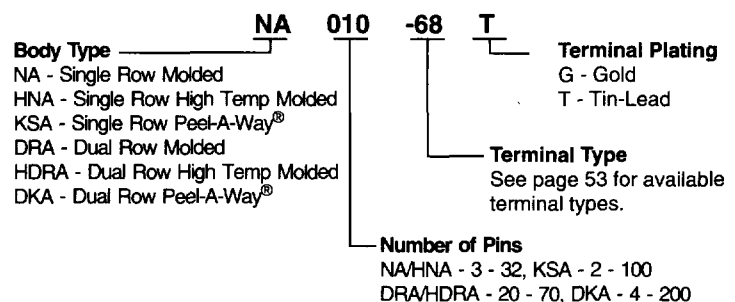 NA 010 -68 T
Body Type
NA - Single Row Molded
HNA - Single Row High Temp Molded
KSA - Single Row Peel-A-Way®
DRA - Dual Row Molded
HDRA - Dual Row High Temp Molded
DKA - Dual Row Peel-A-Way®
Terminal Plating
G - Gold
T - Tin-Lead
Terminal Type
See page 53 for available
terminal types.
Number of Pins
NA/HNA - 3 - 32, KSA - 2 - 100
DRA/HDRA - 20 - 70, DKA - 4 - 200